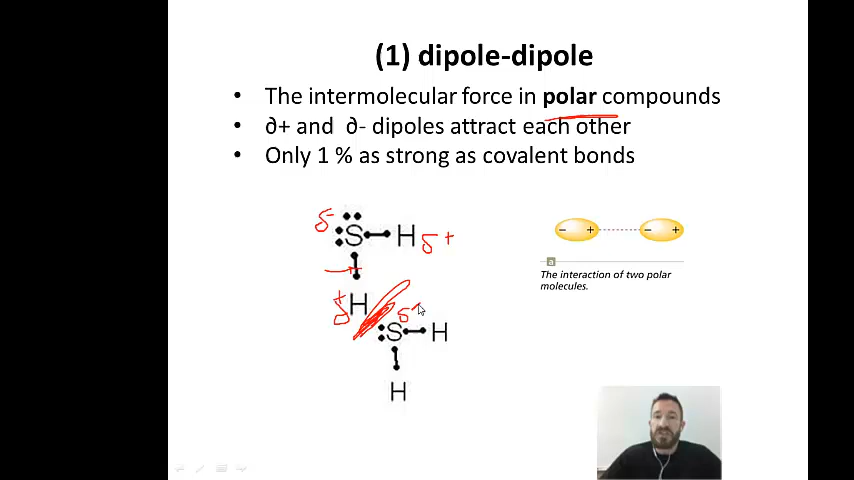 (1) dipole-dipole
• The intermolecular force in polar compounds
• ∂+ and ∂- dipoles attract each other
• Only 1 % as strong as covalent bonds
δ-
S H δ+
δ+ H
S H
H
- + - +
a
The interaction of two polar
molecules.